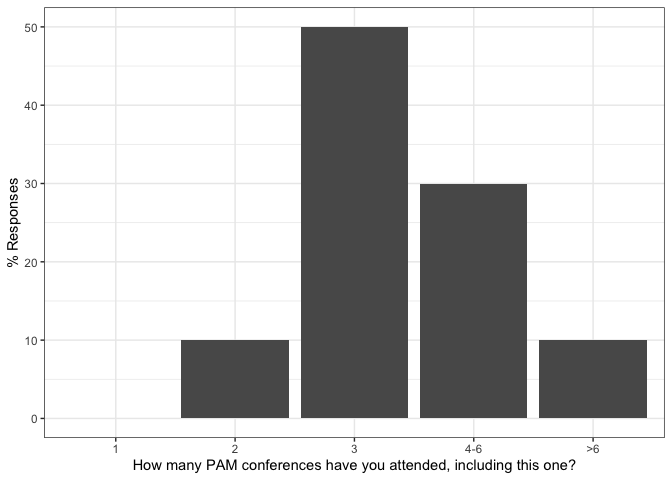 50
40
30
20
10
0
% Responses
1 2 3 4-6 >6
How many PAM conferences have you attended, including this one?